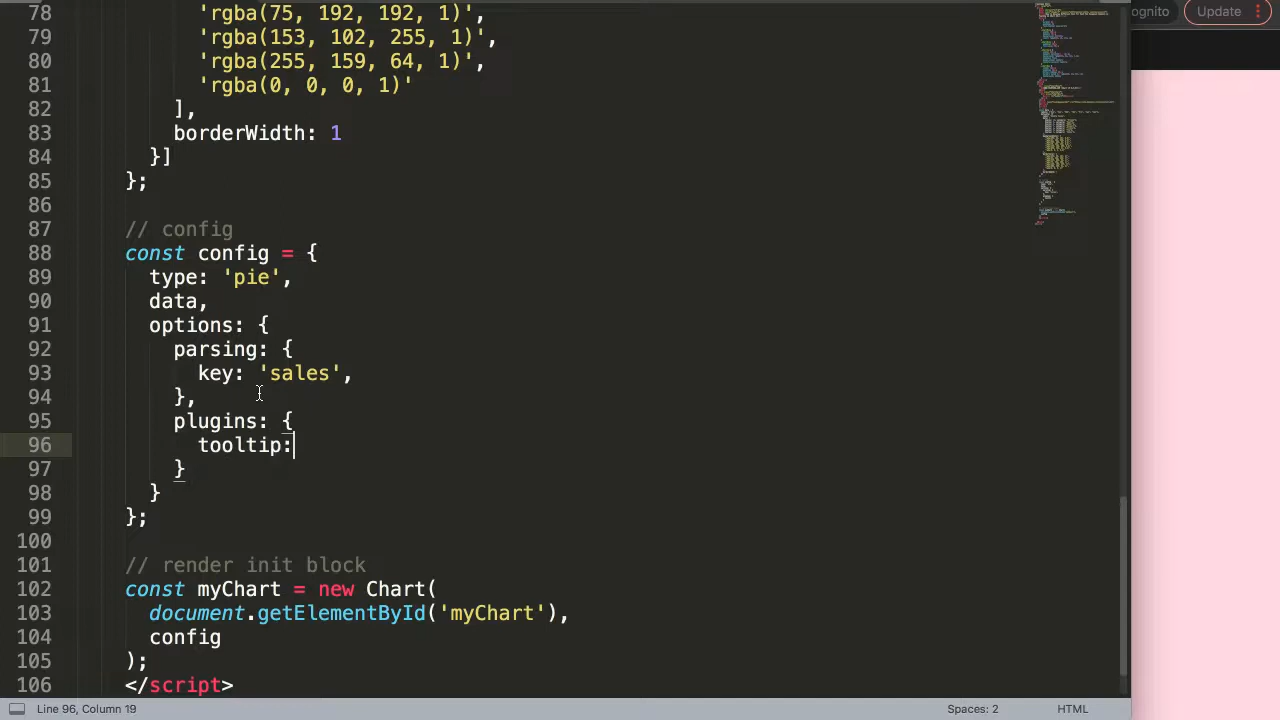 78 'rgba(75, 192, 192, 1)',
79 'rgba(153, 102, 255, 1)',
80 'rgba(255, 159, 64, 1)',
81 'rgba(0, 0, 0, 1)'
82 ],
83 borderWidth: 1
84 }]
85 };
86
87 // config
88 const config = {
89 type: 'pie',
90 data,
91 options: {
92 parsing: {
93 key: 'sales',
94 },
95 plugins: {
96 tooltip:
97 }
98 }
99 };
100
101 // render init block
102 const myChart = new Chart(
103 document.getElementById('myChart'),
104 config
105 );
106 </script>
Line 96, Column 19
Spaces: 2
HTML
ognito
Update